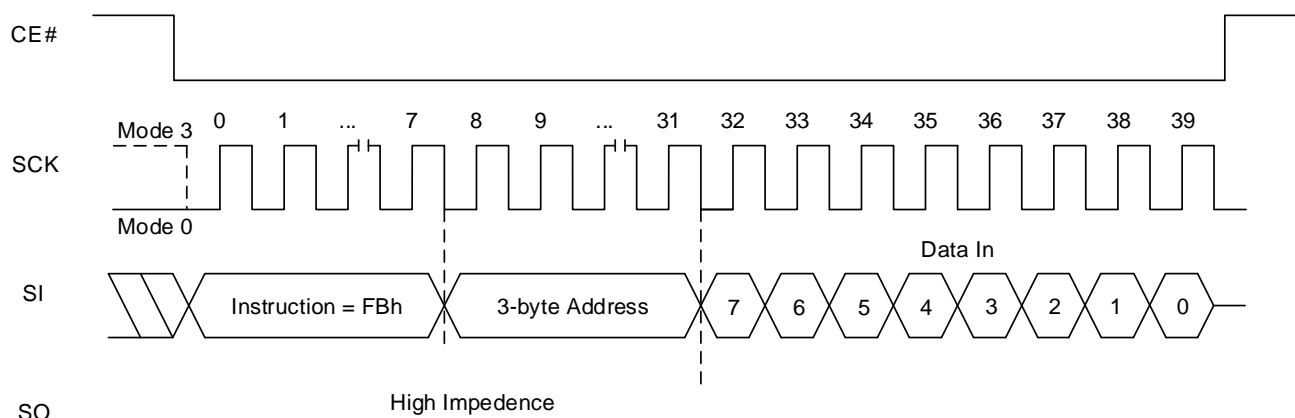 CE#
0 1 ... 7 8 9 ... 31 32 33 34 35 36 37 38 39
Mode 3
SCK
Mode 0
Data In
SI
Instruction = FBh 3-byte Address 7 6 5 4 3 2 1 0
High Impedence
SO